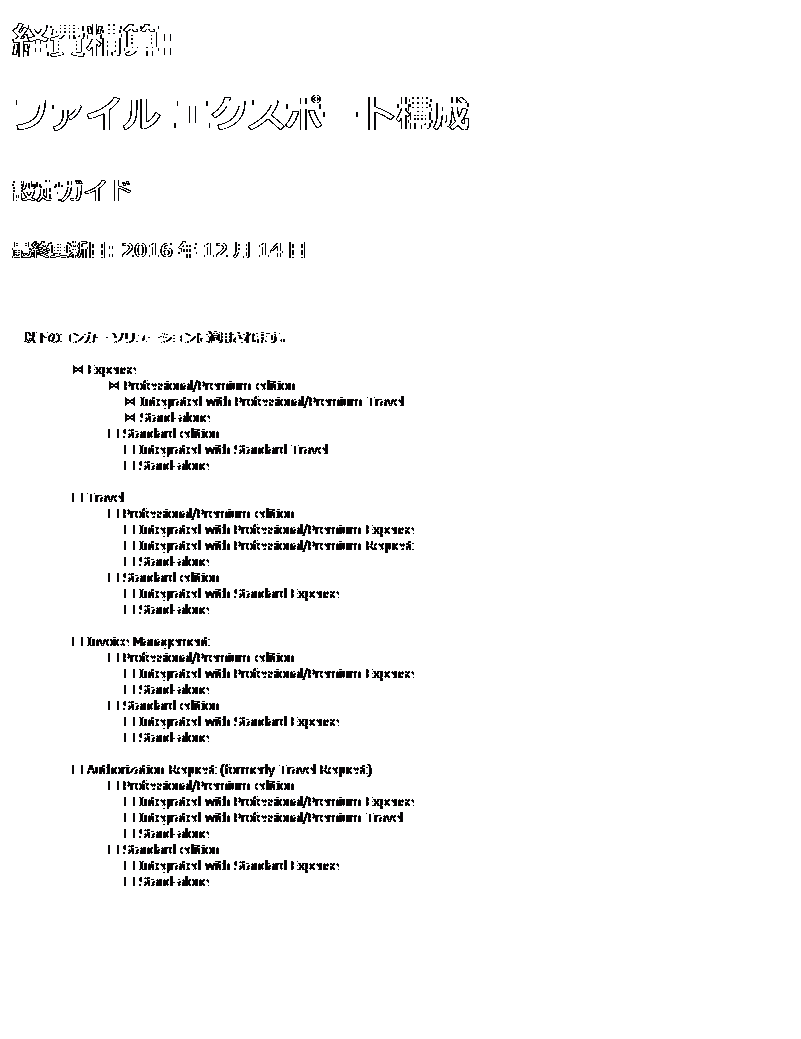 経費精算:
ファイル エクスポート構成
設定ガイド
最終更新日: 2016 年 12 月 14 日
以下のコンカー ソリューションに適用されます。
Expense
Professional/Premium edition
Integrated with Professional/Premium Travel
Stand-alone
Standard edition
Integrated with Standard Travel
Stand-alone
Travel
Professional/Premium edition
Integrated with Professional/Premium Expense
Integrated with Professional/Premium Request
Stand-alone
Standard edition
Integrated with Standard Expense
Stand-alone
Invoice Management
Professional/Premium edition
Integrated with Professional/Premium Expense
Stand-alone
Standard edition
Integrated with Standard Expense
Stand-alone
Authorization Request (formerly Travel Request)
Professional/Premium edition
Integrated with Professional/Premium Expense
Integrated with Professional/Premium Travel
Stand-alone
Standard edition
Integrated with Standard Expense
Stand-alone